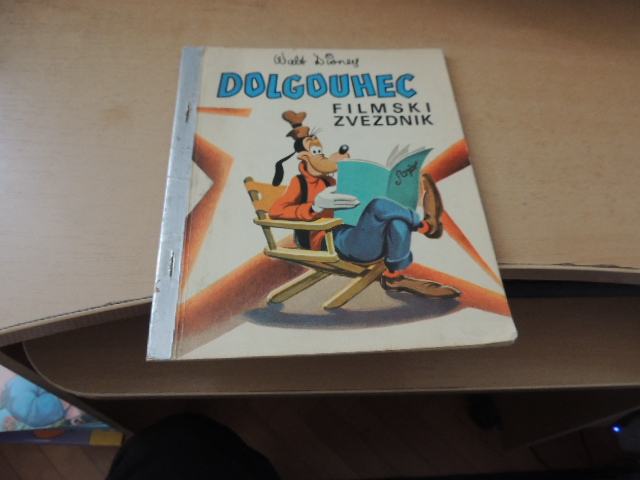 Walt Disney
DOLGOUHEC
FILMSKI
ZVEZDNIK